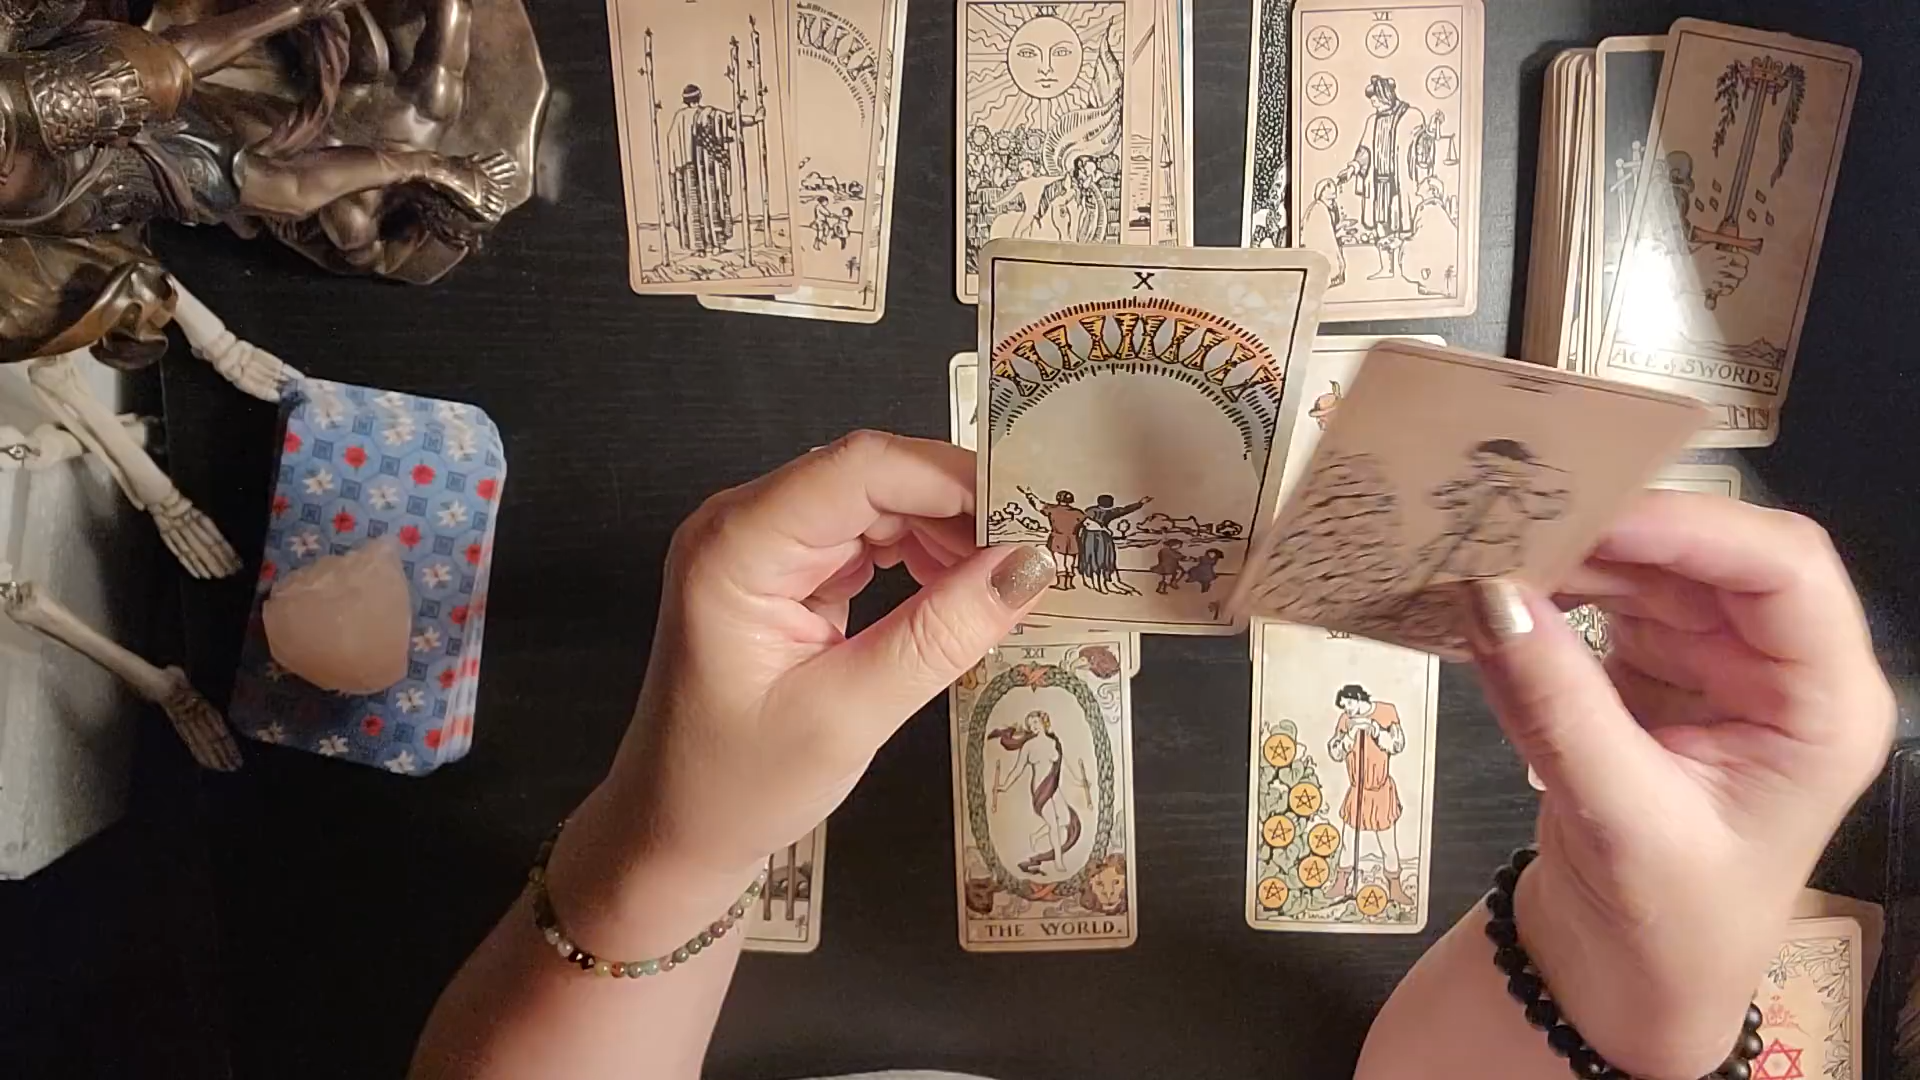 XIX
VI
ACE of SWORDS.
X
XXI
THE WORLD.